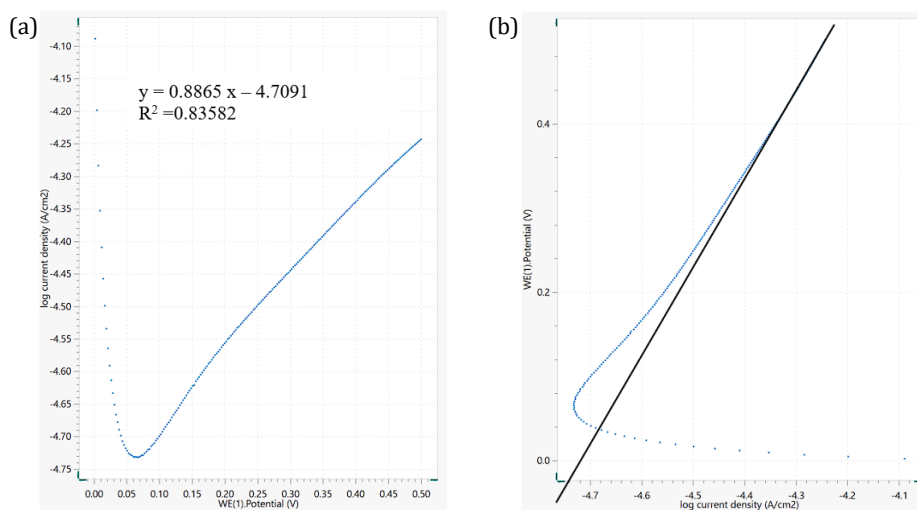 (a)
-4.10
-4.15
-4.20
-4.25
-4.30
-4.35
-4.40
-4.45
-4.50
-4.55
-4.60
-4.65
-4.70
-4.75
log current density (A/cm2)
y = 0.8865 x – 4.7091
R² =0.83582
0.00 0.05 0.10 0.15 0.20 0.25 0.30 0.35 0.40 0.45 0.50
WE(1).Potential (V)
(b)
0.4
0.2
0.0
WE(1).Potential (V)
-4.7 -4.6 -4.5 -4.4 -4.3 -4.2 -4.1
log current density (A/cm2)